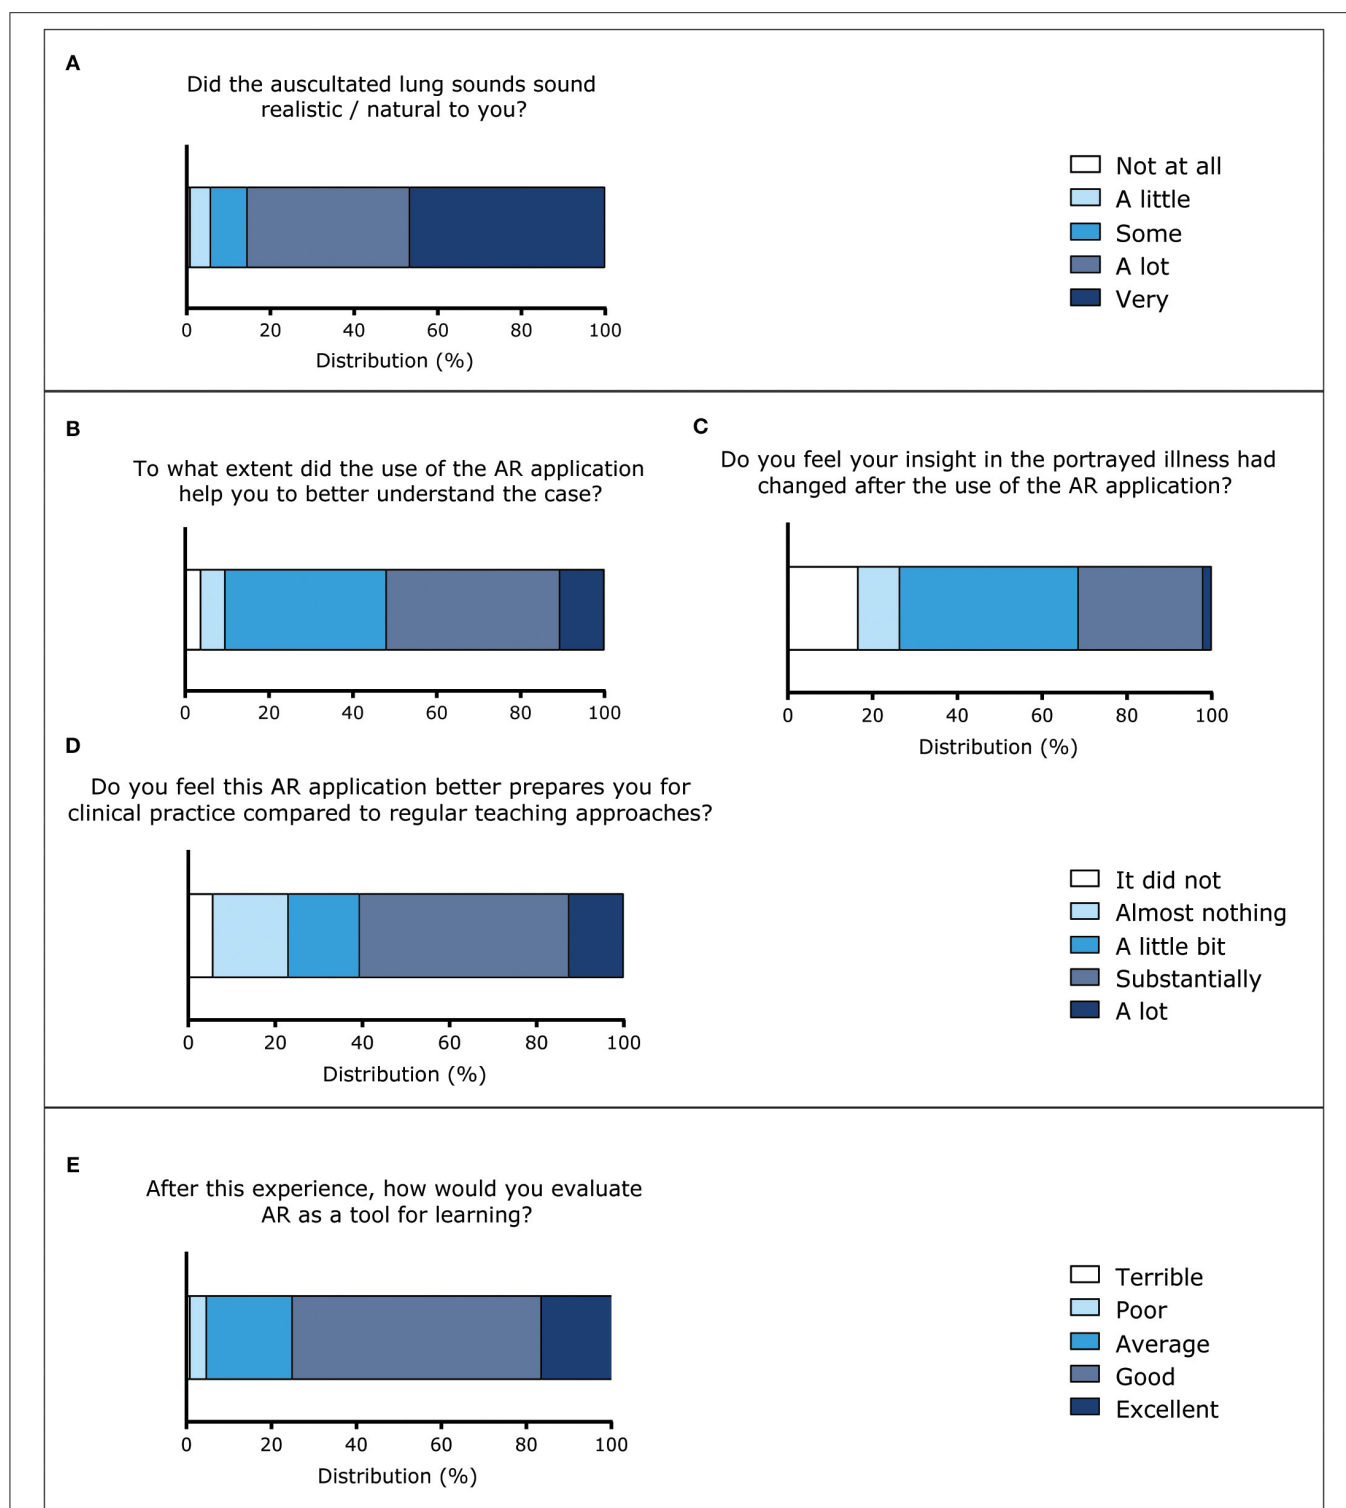 A
Did the auscultated lung sounds sound
realistic / natural to you?
Not at all
A little
Some
A lot
Very
0 20 40 60 80 100
Distribution (%)
B
To what extent did the use of the AR application
help you to better understand the case?
0 20 40 60 80 100
C
Do you feel your insight in the portrayed illness had
changed after the use of the AR application?
0 20 40 60 80 100
Distribution (%)
D
Do you feel this AR application better prepares you for
clinical practice compared to regular teaching approaches?
0 20 40 60 80 100
Distribution (%)
It did not
Almost nothing
A little bit
Substantially
A lot
E
After this experience, how would you evaluate
AR as a tool for learning?
0 20 40 60 80 100
Distribution (%)
Terrible
Poor
Average
Good
Excellent